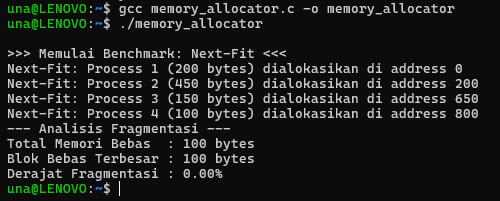 una@LENOVO:~$ gcc memory_allocator.c -o memory_allocator
una@LENOVO:~$ ./memory_allocator
>>> Memulai Benchmark: Next-Fit <<<
Next-Fit: Process 1 (200 bytes) dialokasikan di address 0
Next-Fit: Process 2 (450 bytes) dialokasikan di address 200
Next-Fit: Process 3 (150 bytes) dialokasikan di address 650
Next-Fit: Process 4 (100 bytes) dialokasikan di address 800
--- Analisis Fragmentasi ---
Total Memori Bebas  : 100 bytes
Blok Bebas Terbesar : 100 bytes
Derajat Fragmentasi : 0.00%
una@LENOVO:~$